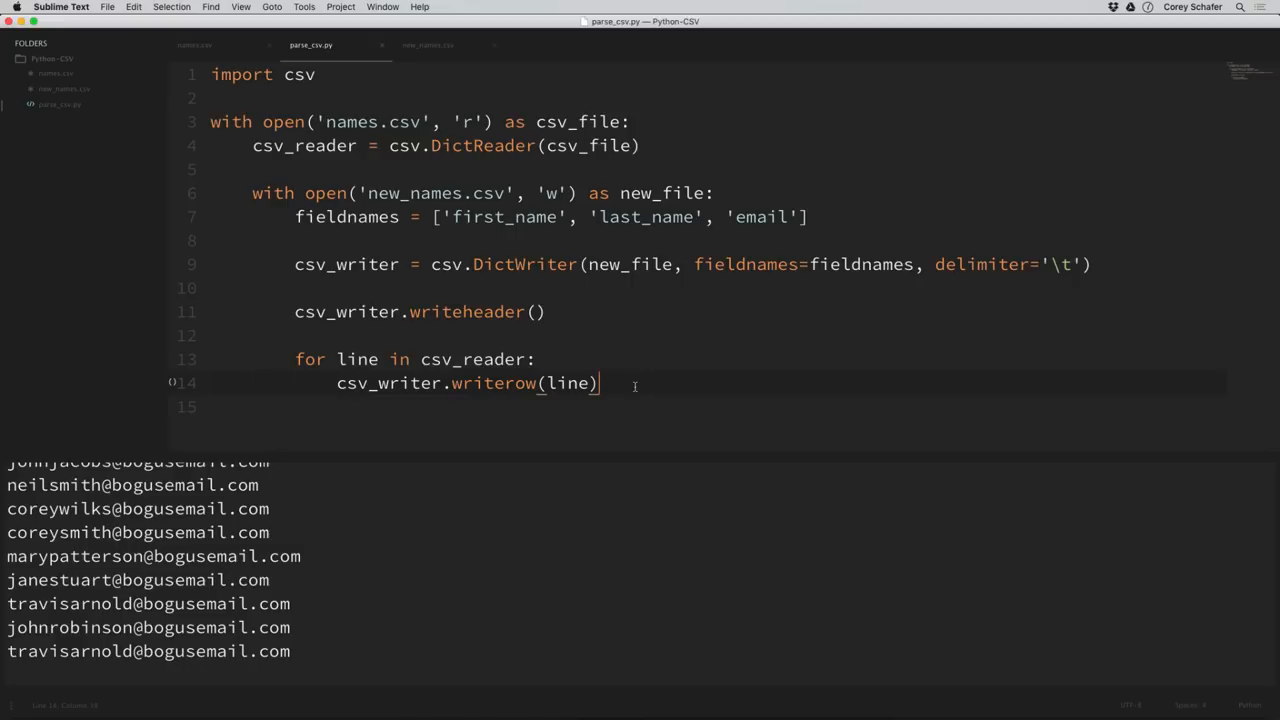 Sublime Text File Edit Selection Find View Goto Tools Project Window Help Corey Schafer
parse_csv.py — Python-CSV
FOLDERS
Python-CSV
names.csv
new_names.csv
parse_csv.py
names.csv parse_csv.py new_names.csv
1 import csv
2
3 with open('names.csv', 'r') as csv_file:
4 csv_reader = csv.DictReader(csv_file)
5
6 with open('new_names.csv', 'w') as new_file:
7 fieldnames = ['first_name', 'last_name', 'email']
8
9 csv_writer = csv.DictWriter(new_file, fieldnames=fieldnames, delimiter='\t')
10
11 csv_writer.writeheader()
12
13 for line in csv_reader:
14 csv_writer.writerow(line)
15
johnjacobs@bogusemail.com
neilsmith@bogusemail.com
coreywilks@bogusemail.com
coreysmith@bogusemail.com
marypatterson@bogusemail.com
janestuart@bogusemail.com
travisarnold@bogusemail.com
johnrobinson@bogusemail.com
travisarnold@bogusemail.com
Line 14, Column UTF-8 Spaces: Python